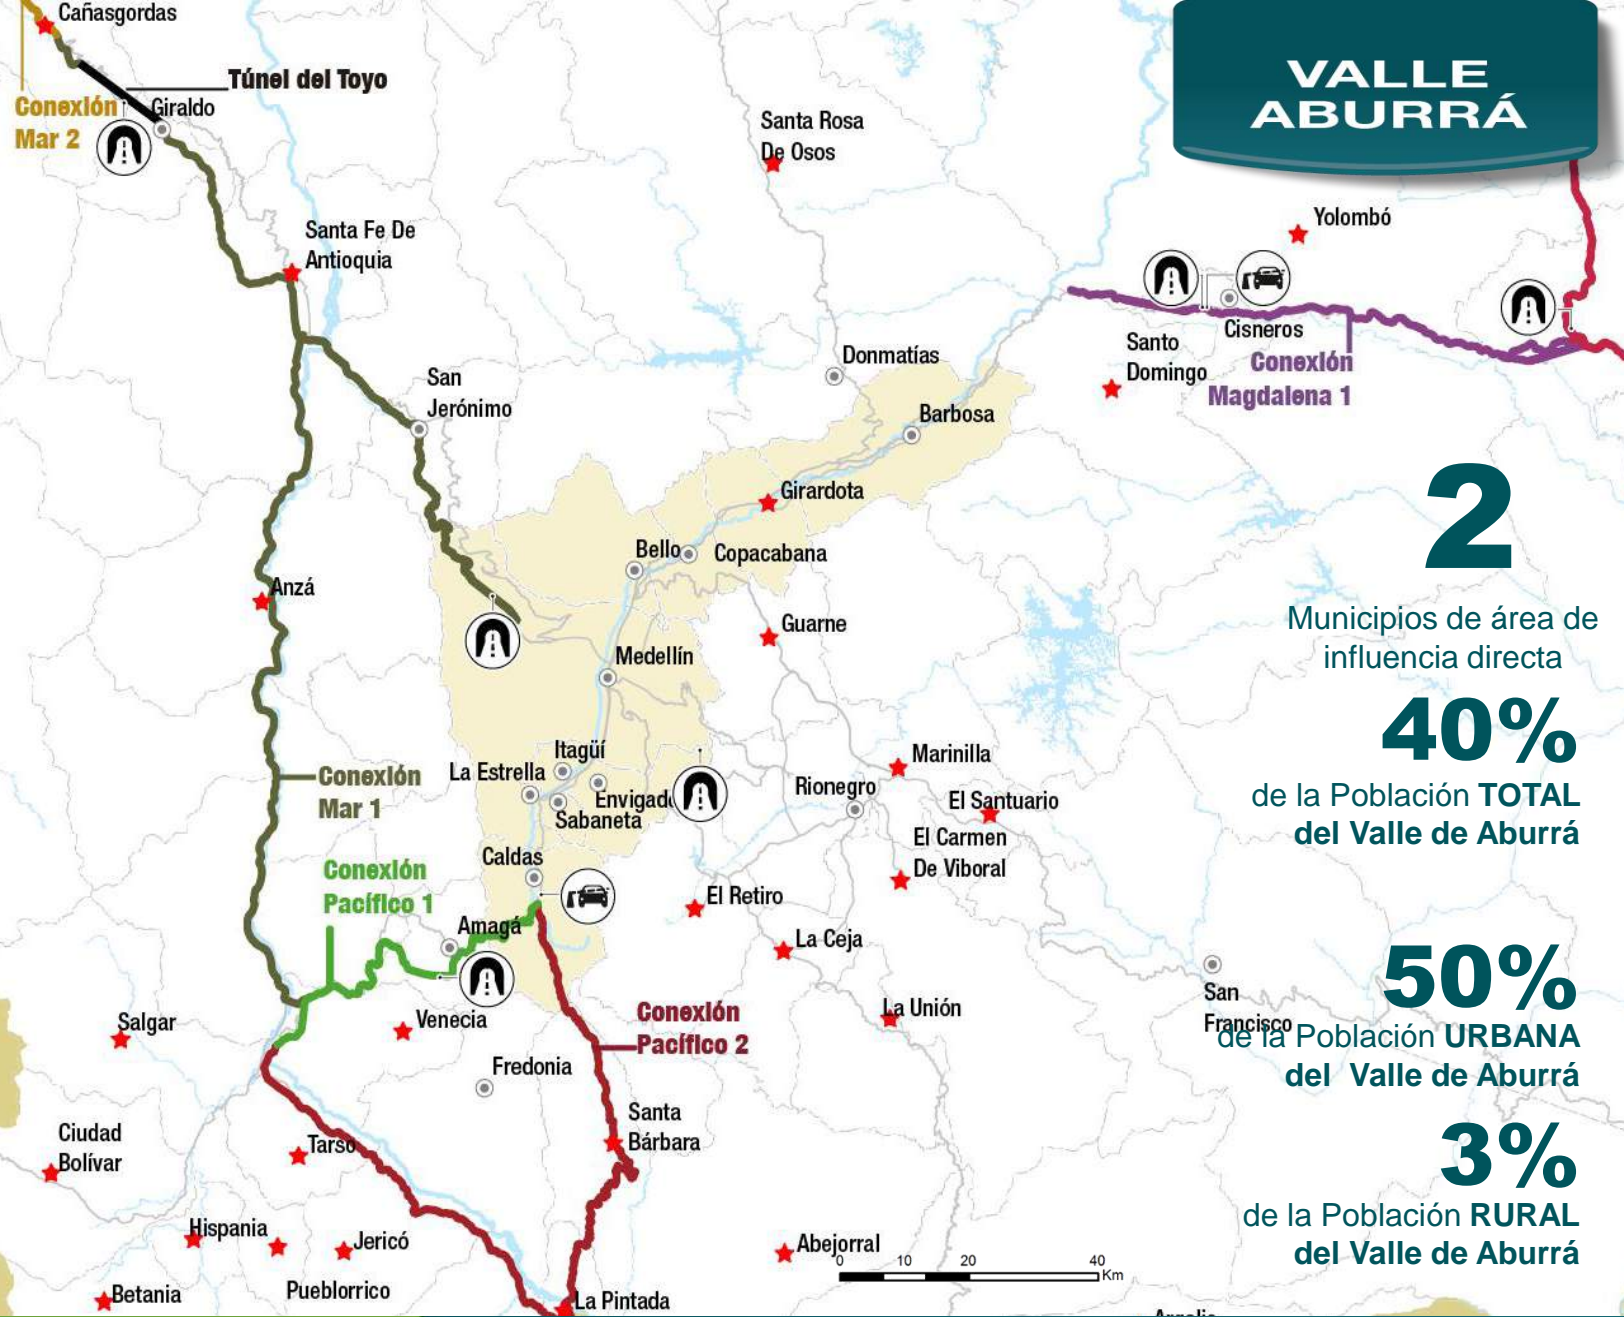 Cañasgordas
VALLE
ABURRÁ
Túnel del Toyo
Conexión
Mar 2
Giraldo
Santa Rosa
De Osos
Yolombó
Santa Fe De
Antioquia
Cisneros
Santo
Domingo
Conexión
Magdalena 1
Donmatías
San
Jerónimo
Barbosa
Girardota
Bello
Copacabana
2
Municipios de área de
influencia directa
Anzá
Guarne
Medellín
40%
de la Población TOTAL
del Valle de Aburrá
Itagüí
La Estrella
Envigad
Sabaneta
Marinilla
Rionegro
El Santuario
El Carmen
De Viboral
Conexión
Mar 1
Caldas
Conexión
Pacífico 1
Amagá
El Retiro
La Ceja
50%
de la Población URBANA
del Valle de Aburrá
San
Francisco
Salgar
Venecia
La Unión
Conexión
Pacífico 2
Fredonia
3%
de la Población RURAL
del Valle de Aburrá
Ciudad
Bolívar
Tarso
Santa
Bárbara
Hispania
Jericó
Abejorral
Betania
Pueblorrico
La Pintada
0 10 20 40
Km